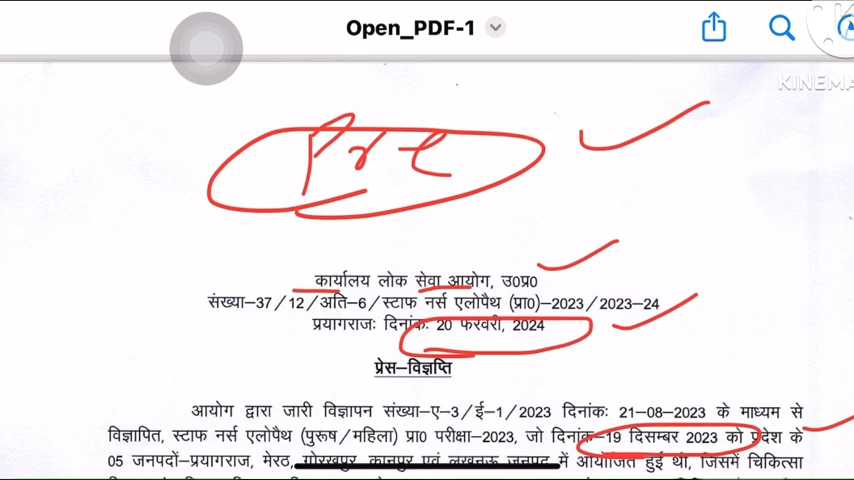 Open_PDF-1
KINEMA
Pre
कार्यालय लोक सेवा आयोग, उ0प्र0
संख्या-37/12/अति-6/स्टाफ नर्स एलोपैथ (प्रा0)-2023/2023-24
प्रयागराजः दिनांकः 20 फरवरी, 2024
प्रेस-विज्ञप्ति
आयोग द्वारा जारी विज्ञापन संख्या-ए-3/ई-1/2023 दिनांकः 21-08-2023 के माध्यम से
विज्ञापित, स्टाफ नर्स एलोपैथ (पुरूष/महिला) प्रा0 परीक्षा-2023, जो दिनांक-19 दिसम्बर 2023 को प्रदेश के
05 जनपदों-प्रयागराज, मेरठ, गोरखपुर, कानपुर एवं लखनऊ जनपद में आयोजित हुई थी, जिसमें चिकित्सा